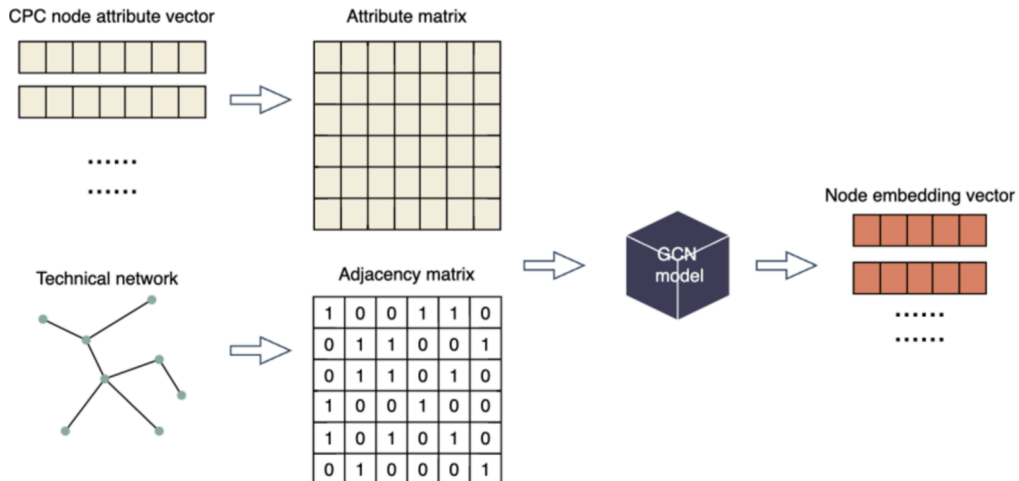 CPC node attribute vector
Attribute matrix
......
......
Technical network
Adjacency matrix
1 0 0 1 1 0
0 1 1 0 0 1
0 1 1 0 1 0
1 0 0 1 0 0
1 0 1 0 1 0
0 1 0 0 0 1
GCN
model
Node embedding vector
......
......